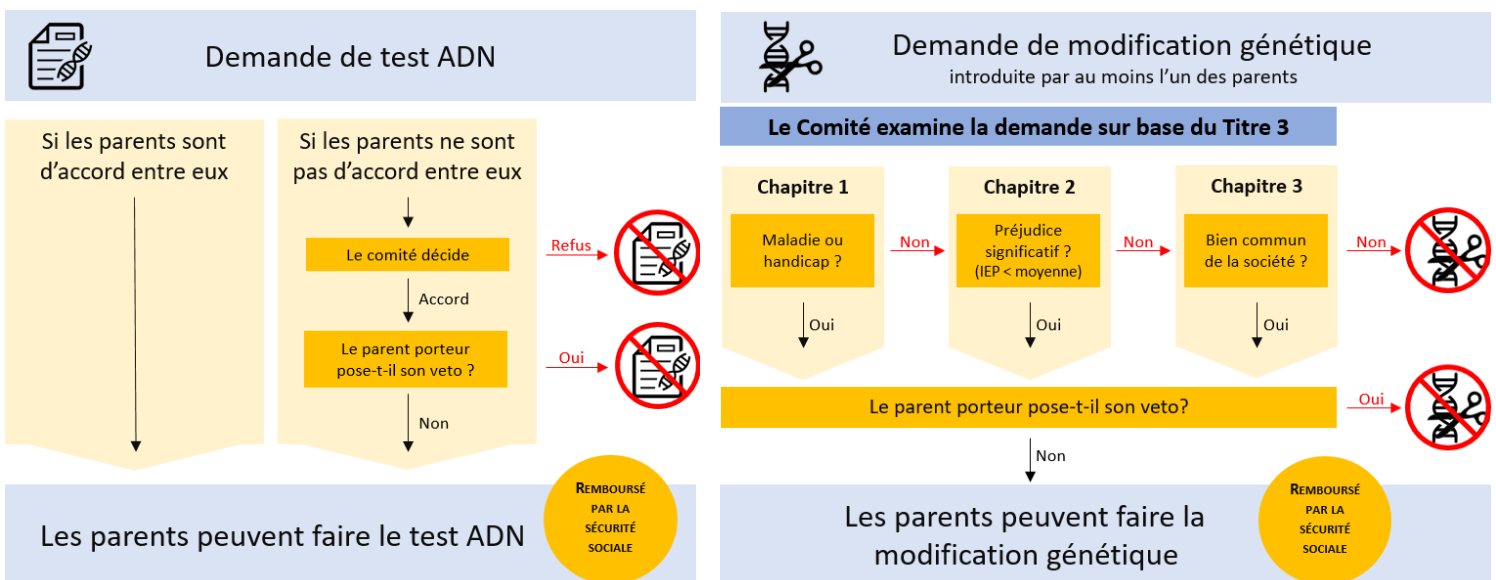 Demande de test ADN
Si les parents sont
d’accord entre eux
Si les parents ne sont
pas d’accord entre eux
Le comité décide
Refus
Accord
Le parent porteur
pose-t-il son veto ?
Oui
Non
Les parents peuvent faire le test ADN
REMBOURSÉ
PAR LA
SÉCURITÉ
SOCIALE
Demande de modification génétique
introduite par au moins l’un des parents
Le Comité examine la demande sur base du Titre 3
Chapitre 1
Maladie ou
handicap ?
Non
Oui
Chapitre 2
Préjudice
significatif ?
(IEP < moyenne)
Non
Oui
Chapitre 3
Bien commun
de la société ?
Non
Oui
Le parent porteur pose-t-il son veto?
Oui
Non
Les parents peuvent faire la
modification génétique
REMBOURSÉ
PAR LA
SÉCURITÉ
SOCIALE